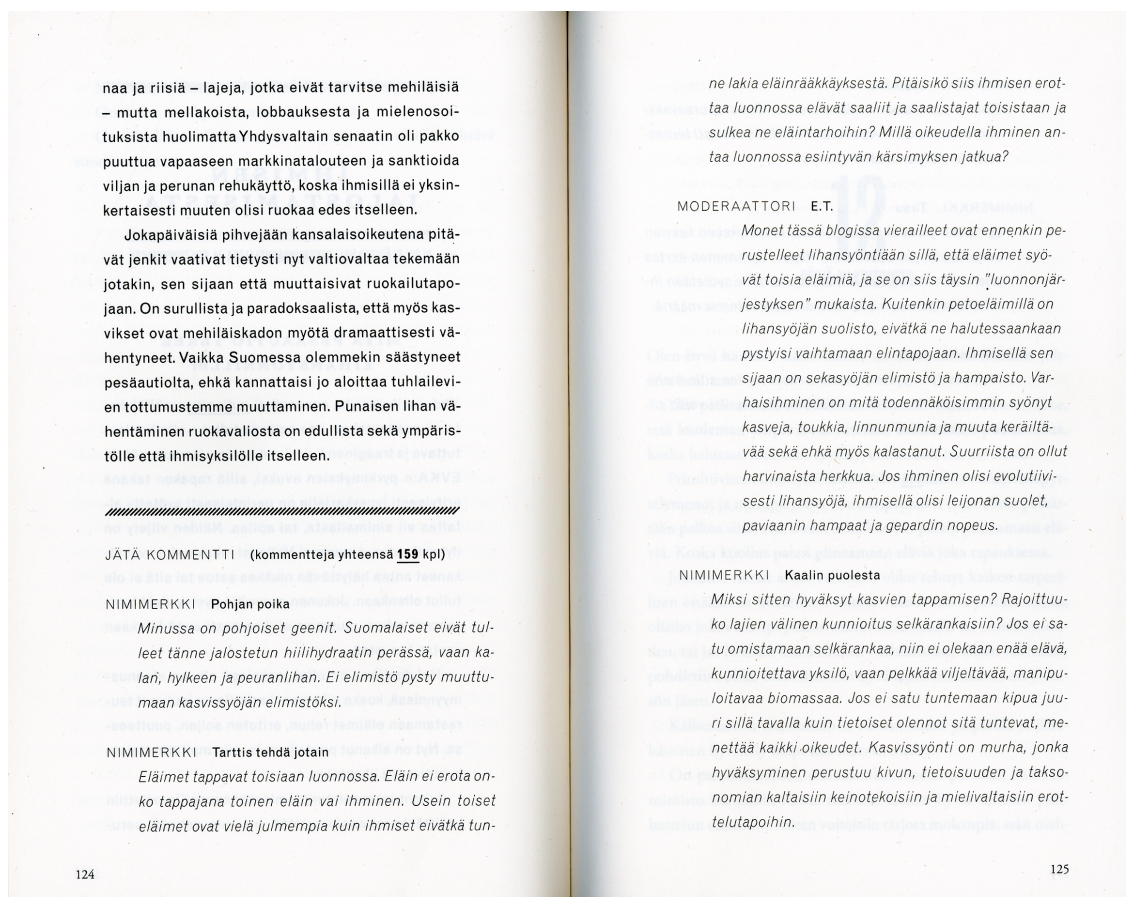 naa ja riisiä – lajeja, jotka eivät tarvitse mehiläisiä
– mutta mellakoista, lobbauksesta ja mielenosoi-
tuksista huolimatta Yhdysvaltain senaatin oli pakko
puuttua vapaaseen markkinatalouteen ja sanktioida
viljan ja perunan rehukäyttö, koska ihmisillä ei yksin-
kertaisesti muuten olisi ruokaa edes itselleen.
Jokapäiväisiä pihvejään kansalaisoikeutena pitä-
vät jenkit vaativat tietysti nyt valtiovaltaa tekemään
jotakin, sen sijaan että muuttaisivat ruokailutapo-
jaan. On surullista ja paradoksaalista, että myös kas-
vikset ovat mehiläiskadon myötä dramaattisesti vä-
hentyneet. Vaikka Suomessa olemmekin säästyneet
pesäautiolta, ehkä kannattaisi jo aloittaa tuhlailevi-
en tottumustemme muuttaminen. Punaisen lihan vä-
hentäminen ruokavaliosta on edullista sekä ympäris-
tölle että ihmisyksilölle itselleen.
JÄTÄ KOMMENTTI (kommentteja yhteensä 159 kpl)
NIMIMERKKI Pohjan poika
Minussa on pohjoiset geenit. Suomalaiset eivät tul-
leet tänne jalostetun hiilihydraatin perässä, vaan ka-
lan, hylkeen ja peuranlihan. Ei elimistö pysty muuttu-
maan kasvissyöjän elimistöksi.
NIMIMERKKI Tarttis tehdä jotain
Eläimet tappavat toisiaan luonnossa. Eläin ei erota on-
ko tappajana toinen eläin vai ihminen. Usein toiset
eläimet ovat vielä julmempia kuin ihmiset eivätkä tun-
124
ne lakia eläinrääkkäyksestä. Pitäisikö siis ihmisen erot-
taa luonnossa elävät saaliit ja saalistajat toisistaan ja
sulkea ne eläintarhoihin? Millä oikeudella ihminen an-
taa luonnossa esiintyvän kärsimyksen jatkua?
MODERAATTORI E.T.
Monet tässä blogissa vierailleet ovat ennenkin pe-
rustelleet lihansyöntiään sillä, että eläimet syö-
vät toisia eläimiä, ja se on siis täysin "luonnonjär-
jestyksen" mukaista. Kuitenkin petoeläimillä on
lihansyöjän suolisto, eivätkä ne halutessaankaan
pystyisi vaihtamaan elintapojaan. Ihmisellä sen
sijaan on sekasyöjän elimistö ja hampaisto. Var-
haisihminen on mitä todennäköisimmin syönyt
kasveja, toukkia, linnunmunia ja muuta keräiltä-
vää sekä ehkä myös kalastanut. Suurriista on ollut
harvinaista herkkua. Jos ihminen olisi evolutiivi-
sesti lihansyöjä, ihmisellä olisi leijonan suolet,
paviaanin hampaat ja gepardin nopeus.
NIMIMERKKI Kaalin puolesta
Miksi sitten hyväksyt kasvien tappamisen? Rajoittuu-
ko lajien välinen kunnioitus selkärankaisiin? Jos ei sa-
tu omistamaan selkärankaa, niin ei olekaan enää elävä,
kunnioitettava yksilö, vaan pelkkää viljeltävää, manipu-
loitavaa biomassaa. Jos ei satu tuntemaan kipua juu-
ri sillä tavalla kuin tietoiset olennot sitä tuntevat, me-
nettää kaikki oikeudet. Kasvissyönti on murha, jonka
hyväksyminen perustuu kivun, tietoisuuden ja takso-
nomian kaltaisiin keinotekoisiin ja mielivaltaisiin erot-
telutapoihin.
125